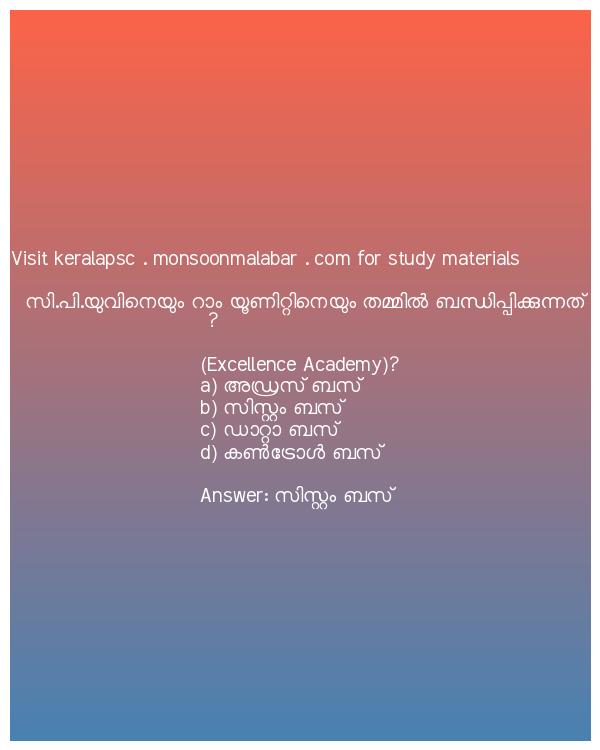 Visit keralapsc . monsoonmalabar . com for study materials
സി.പി.യുവിനെയും റാം യൂണിറ്റിനെയും തമ്മിൽ ബന്ധിപ്പിക്കുന്നത്
?
(Excellence Academy)?
a) അഡ്രസ് ബസ്
b) സിസ്റ്റം ബസ്
c) ഡാറ്റാ ബസ്
d) കൺട്രോൾ ബസ്
Answer: സിസ്റ്റം ബസ്